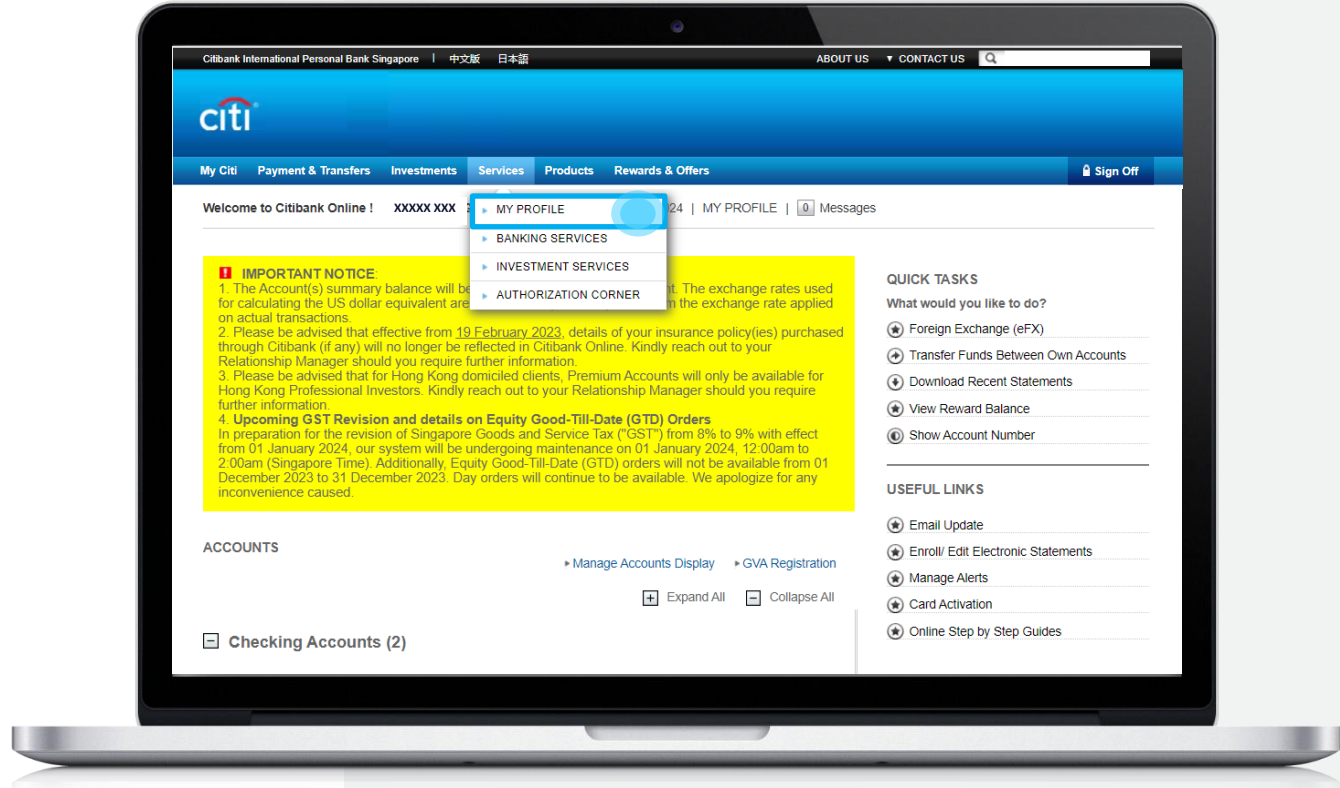 Citibank International Personal Bank Singapore | 中文版 日本語 ABOUT US ▼ CONTACT US
citi
My Citi Payment & Transfers Investments Services Products Rewards & Offers Sign Off
Welcome to Citibank Online ! XXXXX XXX 24 | MY PROFILE | 0 Messages
MY PROFILE
BANKING SERVICES
INVESTMENT SERVICES
AUTHORIZATION CORNER
IMPORTANT NOTICE:
1. The Account(s) summary balance will be The exchange rates used
for calculating the US dollar equivalent are the exchange rate applied
on actual transactions.
2. Please be advised that effective from 19 February 2023, details of your insurance policy(ies) purchased
through Citibank (if any) will no longer be reflected in Citibank Online. Kindly reach out to your
Relationship Manager should you require further information.
3. Please be advised that for Hong Kong domiciled clients, Premium Accounts will only be available for
Hong Kong Professional Investors. Kindly reach out to your Relationship Manager should you require
further information.
4. Upcoming GST Revision and details on Equity Good-Till-Date (GTD) Orders
In preparation for the revision of Singapore Goods and Service Tax ("GST") from 8% to 9% with effect
from 01 January 2024, our system will be undergoing maintenance on 01 January 2024, 12:00am to
2:00am (Singapore Time). Additionally, Equity Good-Till-Date (GTD) orders will not be available from 01
December 2023 to 31 December 2023. Day orders will continue to be available. We apologize for any
inconvenience caused.
ACCOUNTS
Manage Accounts Display GVA Registration
+ Expand All − Collapse All
− Checking Accounts (2)
QUICK TASKS
What would you like to do?
Foreign Exchange (eFX)
Transfer Funds Between Own Accounts
Download Recent Statements
View Reward Balance
Show Account Number
USEFUL LINKS
Email Update
Enroll/ Edit Electronic Statements
Manage Alerts
Card Activation
Online Step by Step Guides